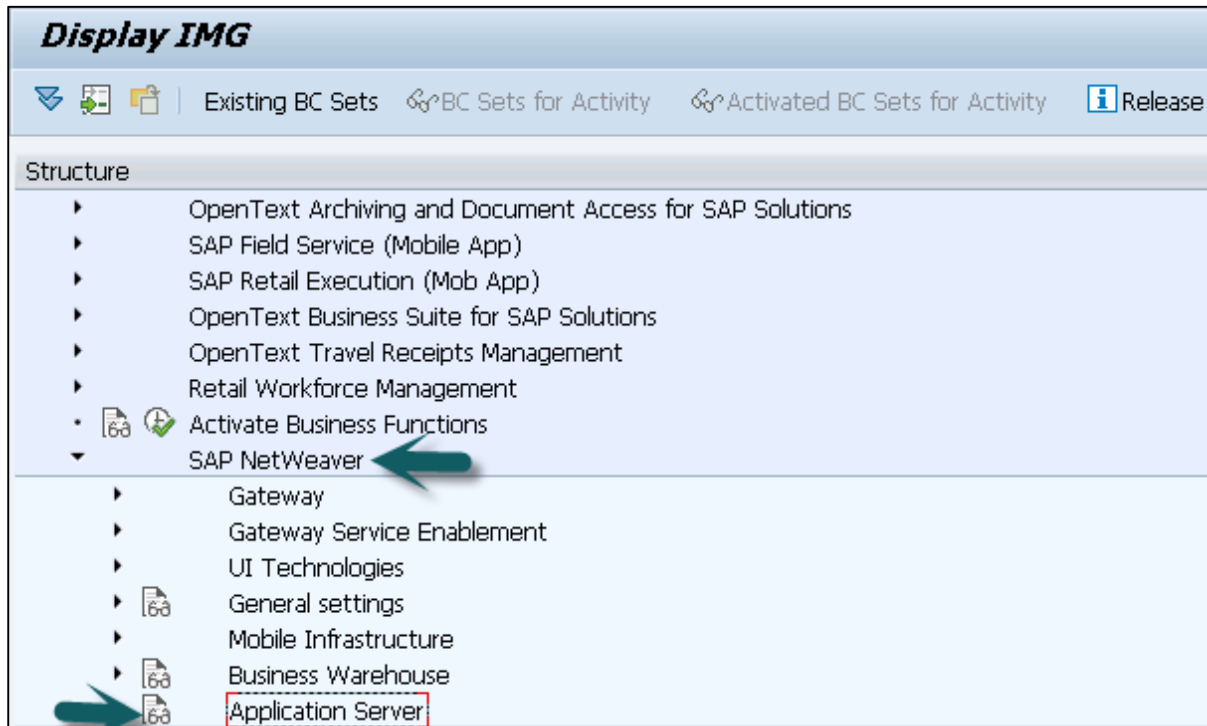 Display IMG
Existing BC Sets BC Sets for Activity Activated BC Sets for Activity Release
Structure
OpenText Archiving and Document Access for SAP Solutions
SAP Field Service (Mobile App)
SAP Retail Execution (Mob App)
OpenText Business Suite for SAP Solutions
OpenText Travel Receipts Management
Retail Workforce Management
Activate Business Functions
SAP NetWeaver
Gateway
Gateway Service Enablement
UI Technologies
General settings
Mobile Infrastructure
Business Warehouse
Application Server